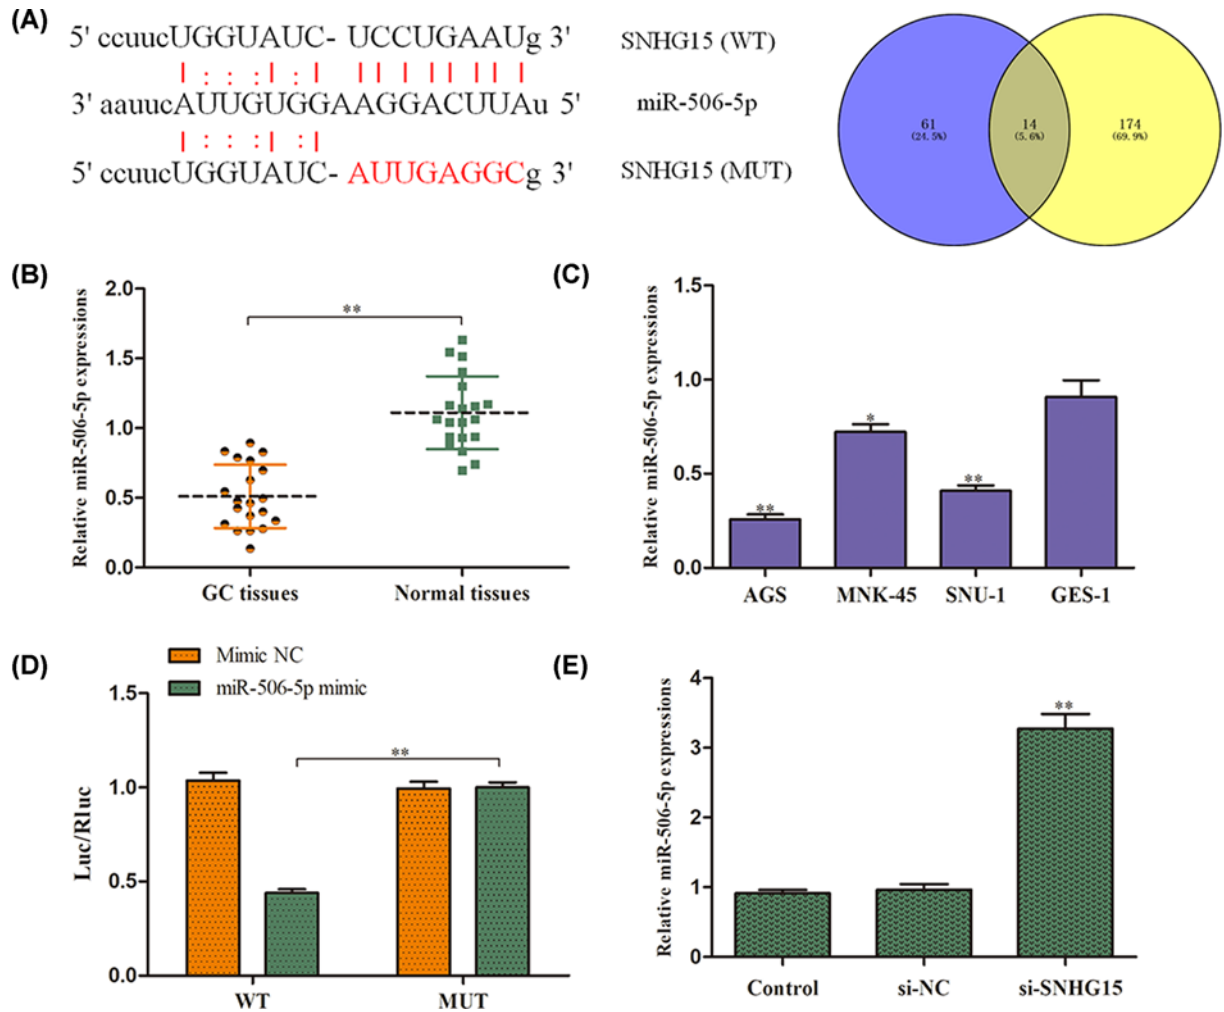 (A)
5' ccuucUGGUAUC- UCCUGAAUg 3'
SNHG15 (WT)
3' aauucAUUGUGGAAGGACUUAu 5'
miR-506-5p
5' ccuucUGGUAUC- AUUGAGGCg 3'
SNHG15 (MUT)
61
(24.5%)
14
(5.6%)
174
(69.9%)
(B)
Relative miR-506-5p expressions
2.0
1.5
1.0
0.5
0.0
**
GC tissues
Normal tissues
(C)
Relative miR-506-5p expressions
1.5
1.0
0.5
0.0
**
*
**
AGS
MNK-45
SNU-1
GES-1
(D)
Mimic NC
miR-506-5p mimic
Luc/Rluc
1.5
1.0
0.5
0.0
**
WT
MUT
(E)
Relative miR-506-5p expressions
4
3
2
1
0
**
Control
si-NC
si-SNHG15